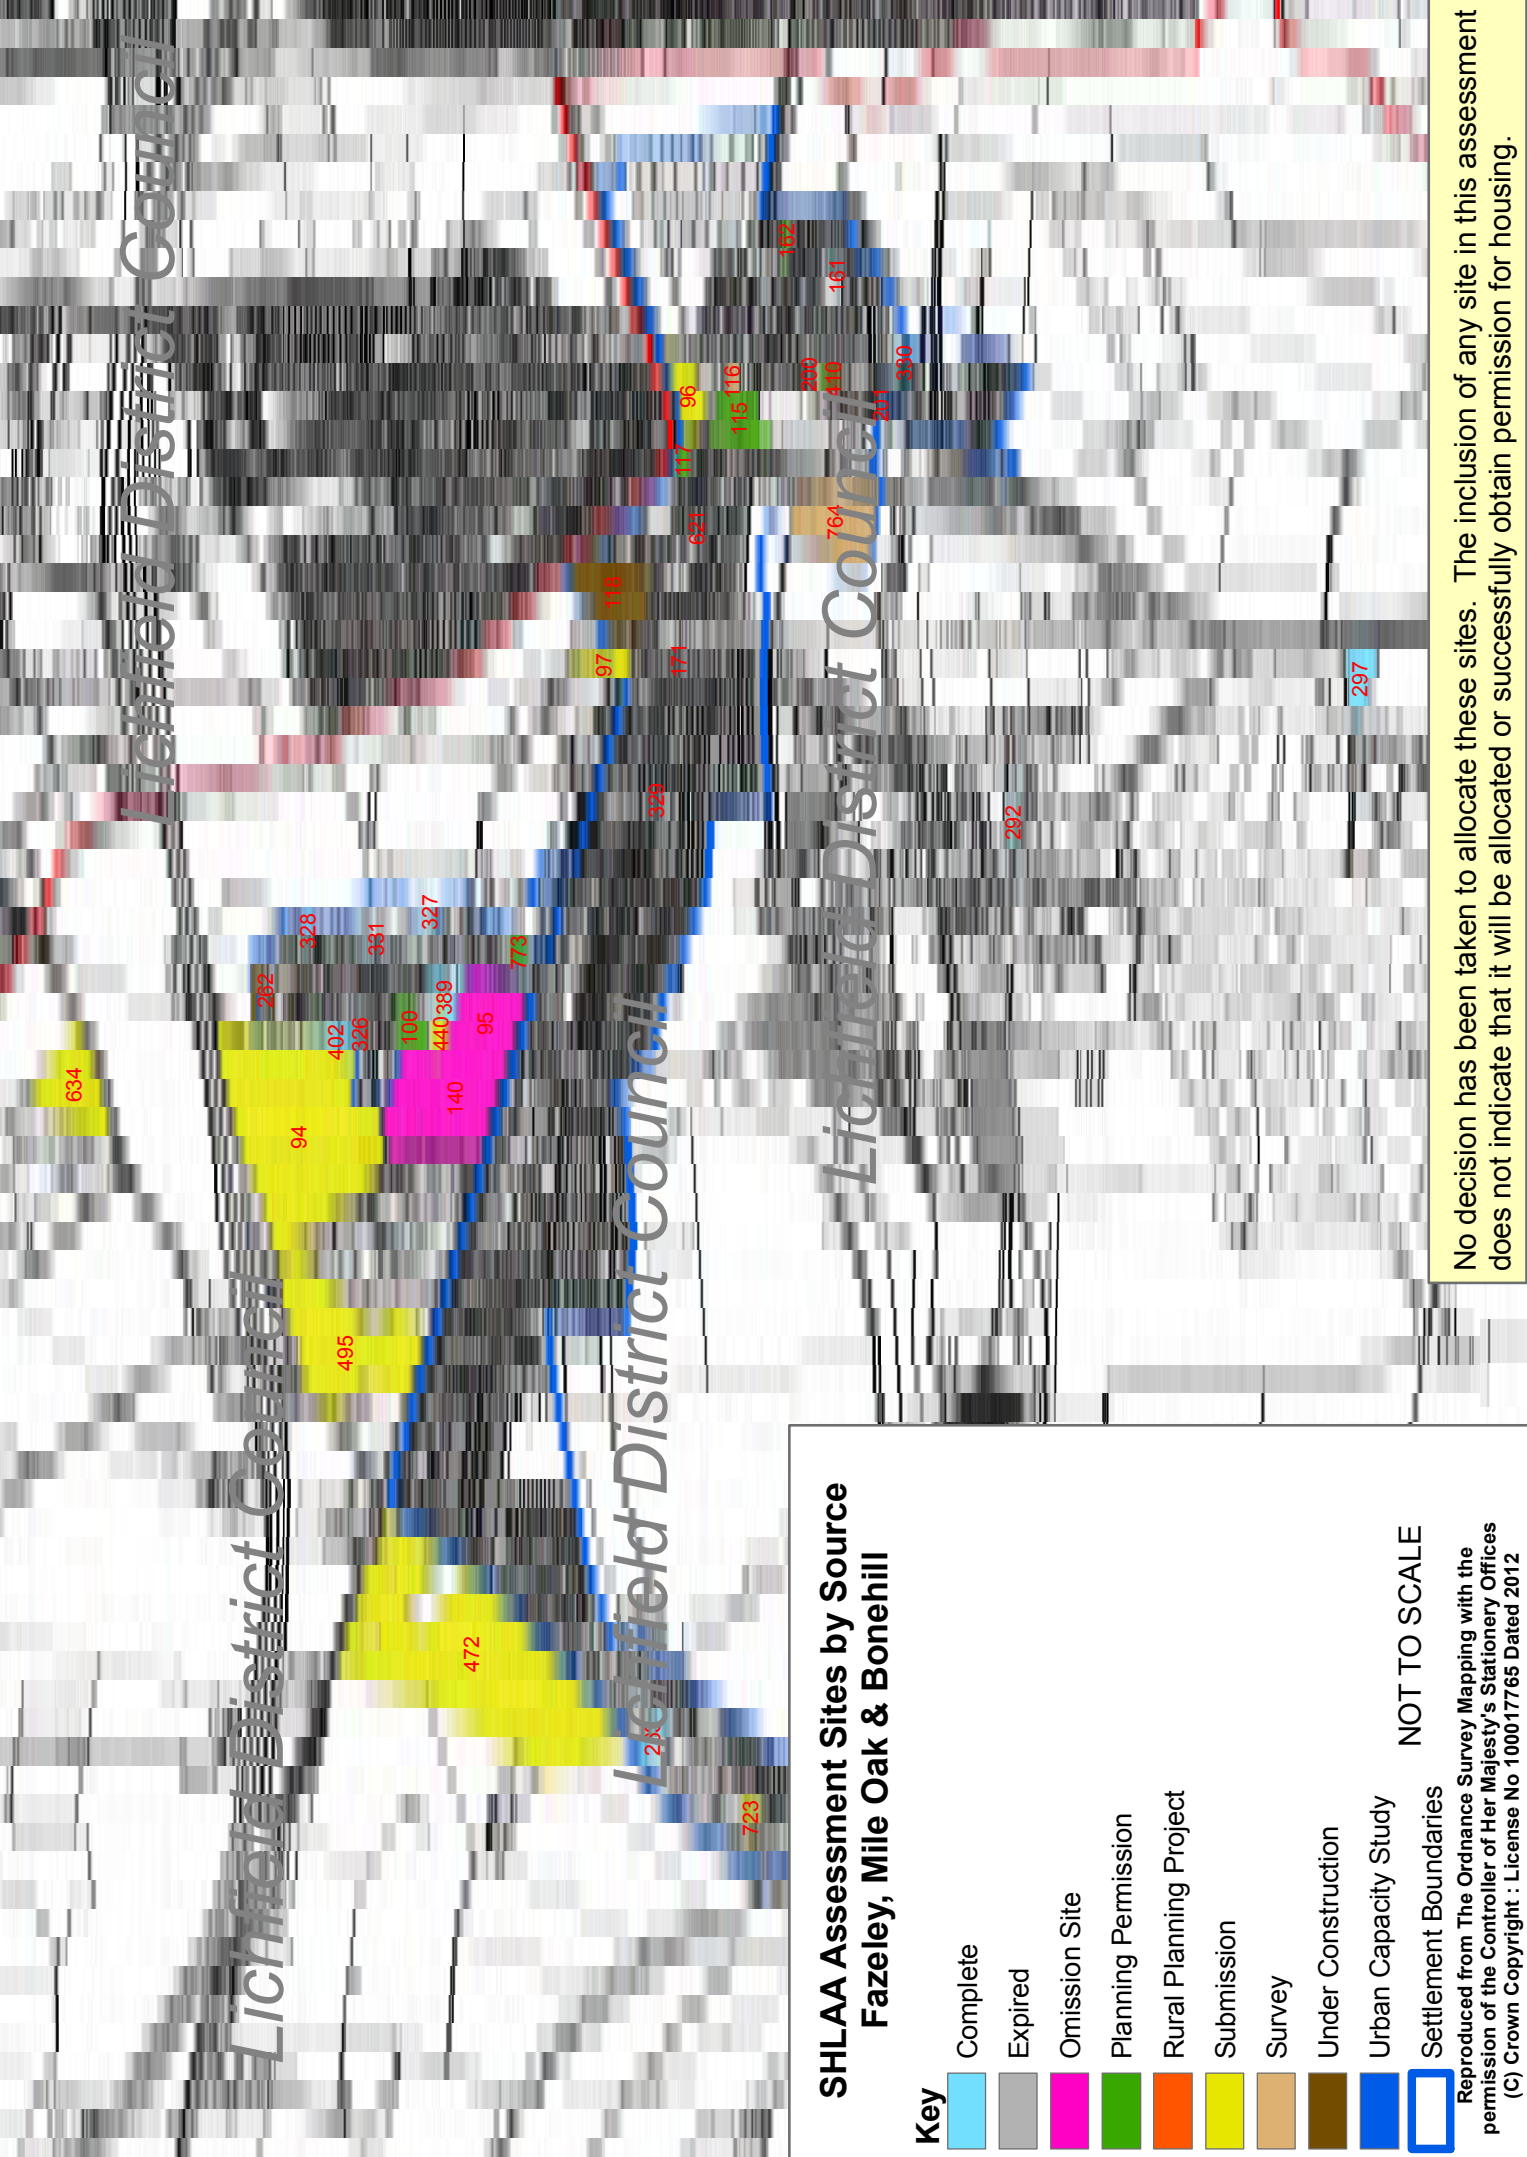 Lichfield District Council
Lichfield District Council
Lichfield District Council
Lichfield District Council
634
94
495
472
723
262
402
326
328
331
327
100
440
389
95
140
773
329
97
171
118
621
117
96
115
116
764
200
410
201
330
161
162
292
297
SHLAA Assessment Sites by Source
Fazeley, Mile Oak & Bonehill
Key
Complete
Expired
Omission Site
Planning Permission
Rural Planning Project
Submission
Survey
Under Construction
Urban Capacity Study
Settlement Boundaries
NOT TO SCALE
Reproduced from The Ordnance Survey Mapping with the
permission of the Controller of Her Majesty's Stationery Offices
(C) Crown Copyright : License No 100017765 Dated 2012
No decision has been taken to allocate these sites. The inclusion of any site in this assessment
does not indicate that it will be allocated or successfully obtain permission for housing.